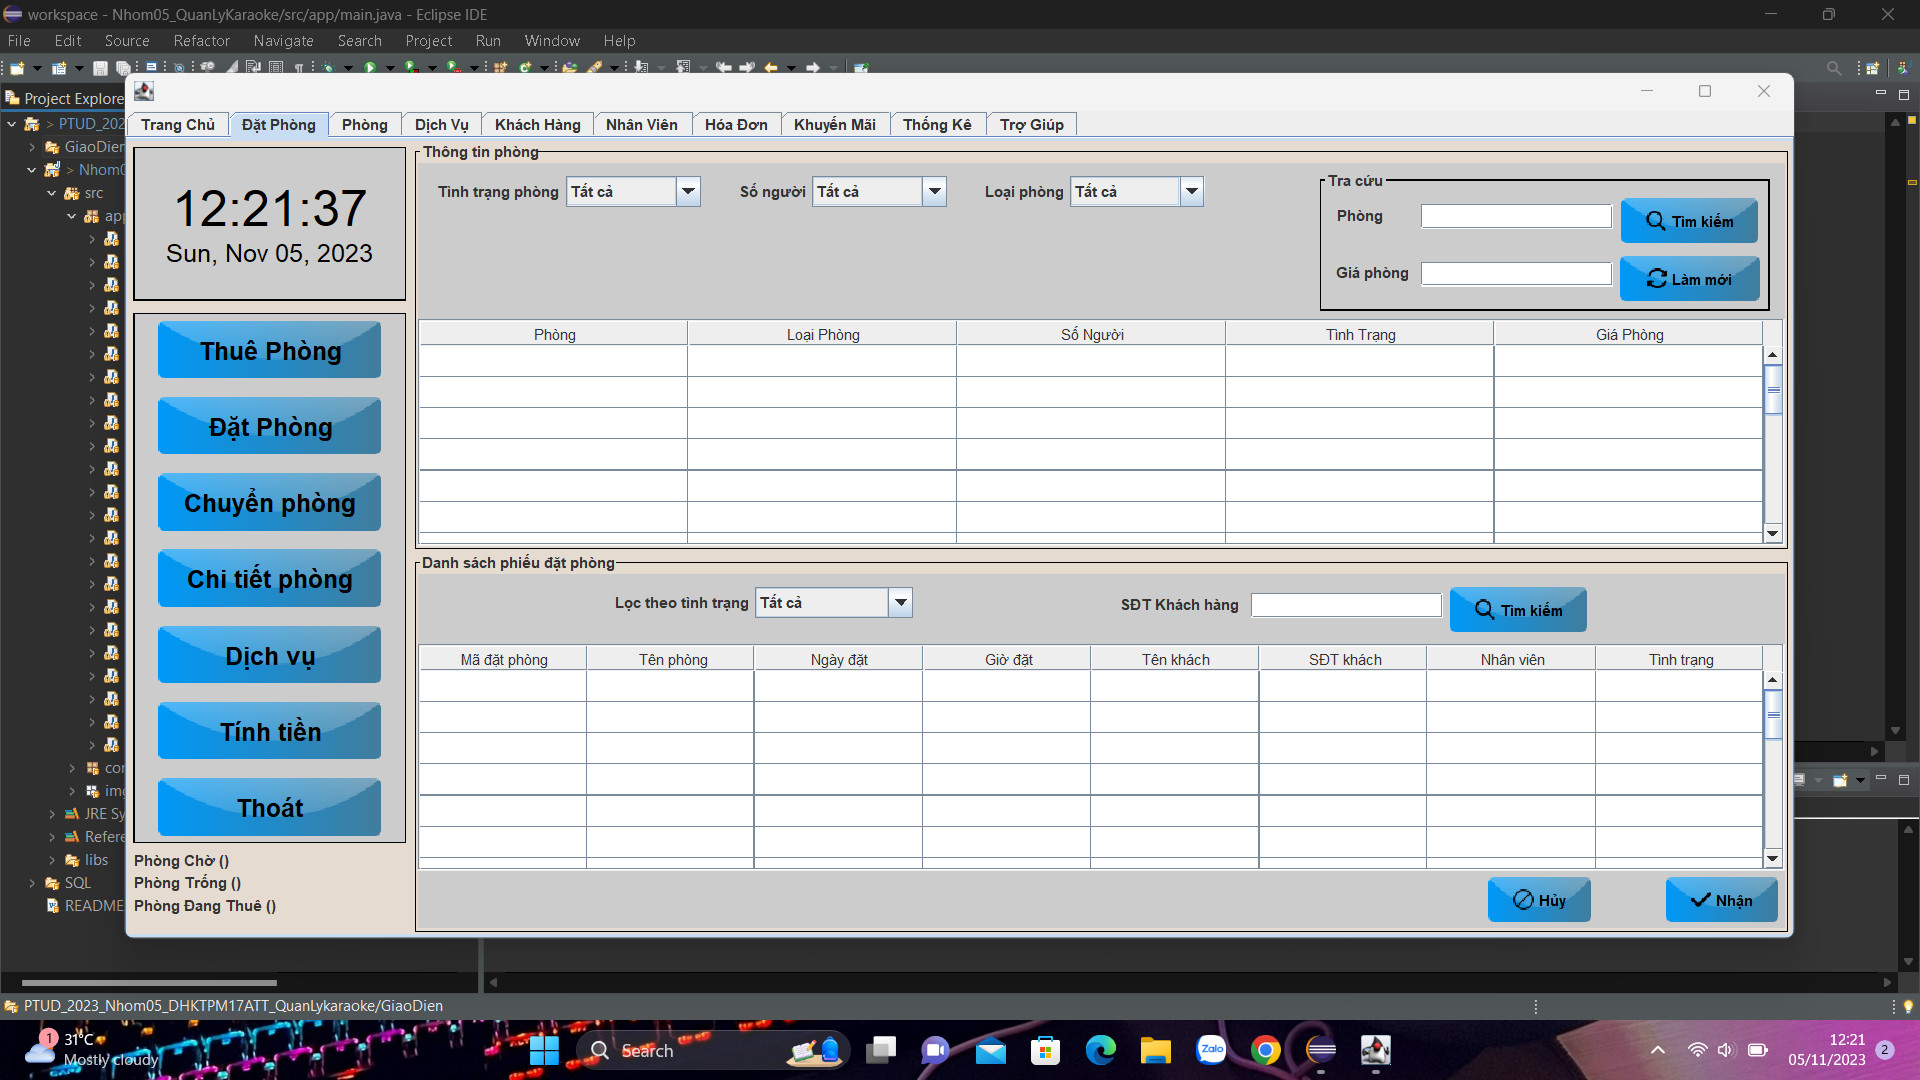 workspace - Nhom05_QuanLyKaraoke/src/app/main.java - Eclipse IDE
File Edit Source Refactor Navigate Search Project Run Window Help
Project Explore
> PTUD_202
GiaoDien
> Nhom0
src
app
con
img
JRE Sy
Refere
libs
SQL
README
Trang Chủ Đặt Phòng Phòng Dịch Vụ Khách Hàng Nhân Viên Hóa Đơn Khuyến Mãi Thống Kê Trợ Giúp
12:21:37
Sun, Nov 05, 2023
Thuê Phòng
Đặt Phòng
Chuyển phòng
Chi tiết phòng
Dịch vụ
Tính tiền
Thoát
Phòng Chờ ()
Phòng Trống ()
Phòng Đang Thuê ()
Thông tin phòng
Tình trạng phòng Tất cả Số người Tất cả Loại phòng Tất cả
Tra cứu
Phòng Tìm kiếm
Giá phòng Làm mới
Phòng Loại Phòng Số Người Tình Trạng Giá Phòng
Danh sách phiếu đặt phòng
Lọc theo tình trạng Tất cả SĐT Khách hàng Tìm kiếm
Mã đặt phòng Tên phòng Ngày đặt Giờ đặt Tên khách SĐT khách Nhân viên Tình trạng
Hủy Nhận
PTUD_2023_Nhom05_DHKTPM17ATT_QuanLykaraoke/GiaoDien
1
31°C
Mostly cloudy
Search
Zalo
12:21
05/11/2023
2